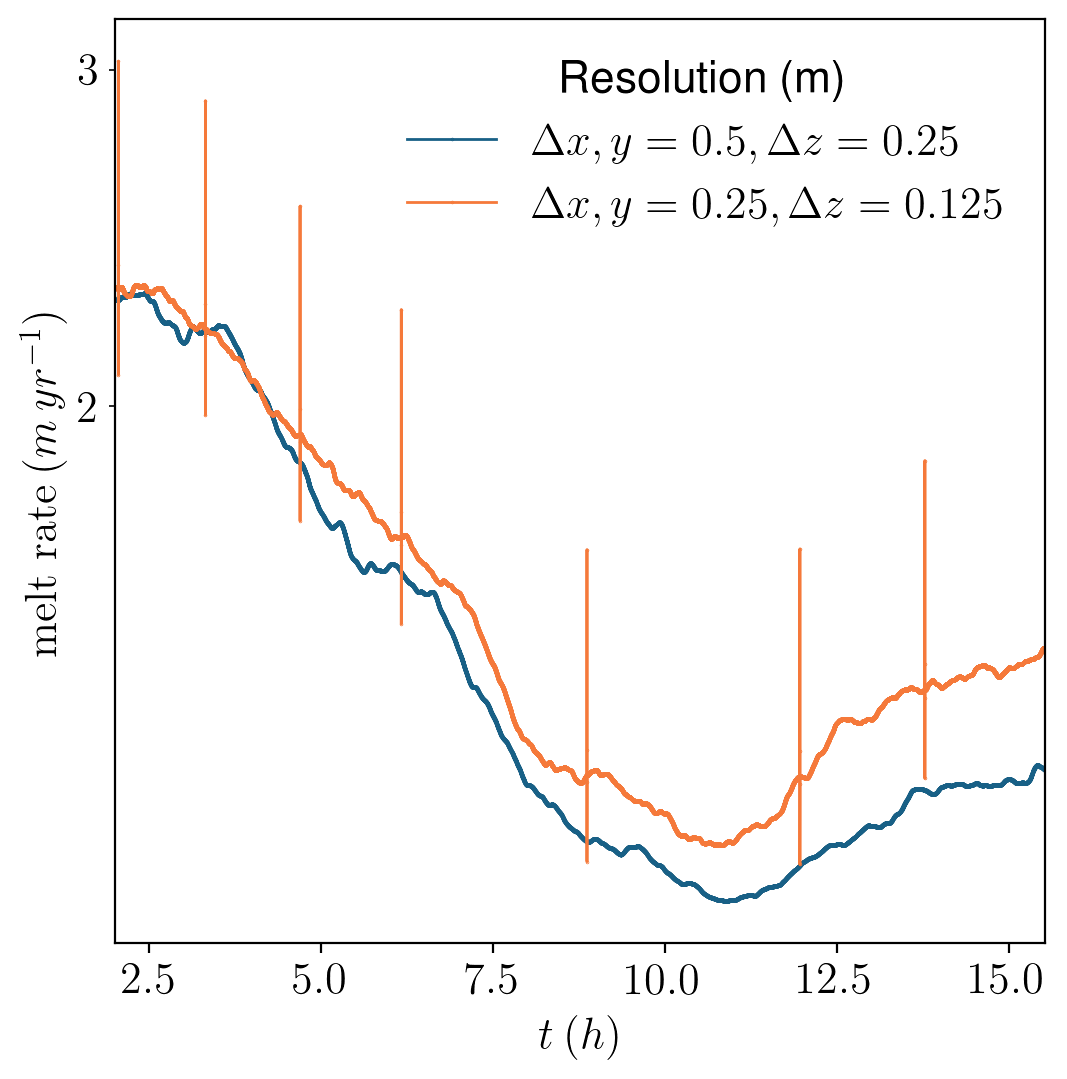 Resolution (m)
Δx, y = 0.5, Δz = 0.25
Δx, y = 0.25, Δz = 0.125
3
2
melt rate (m yr⁻¹)
2.5 5.0 7.5 10.0 12.5 15.0
t (h)